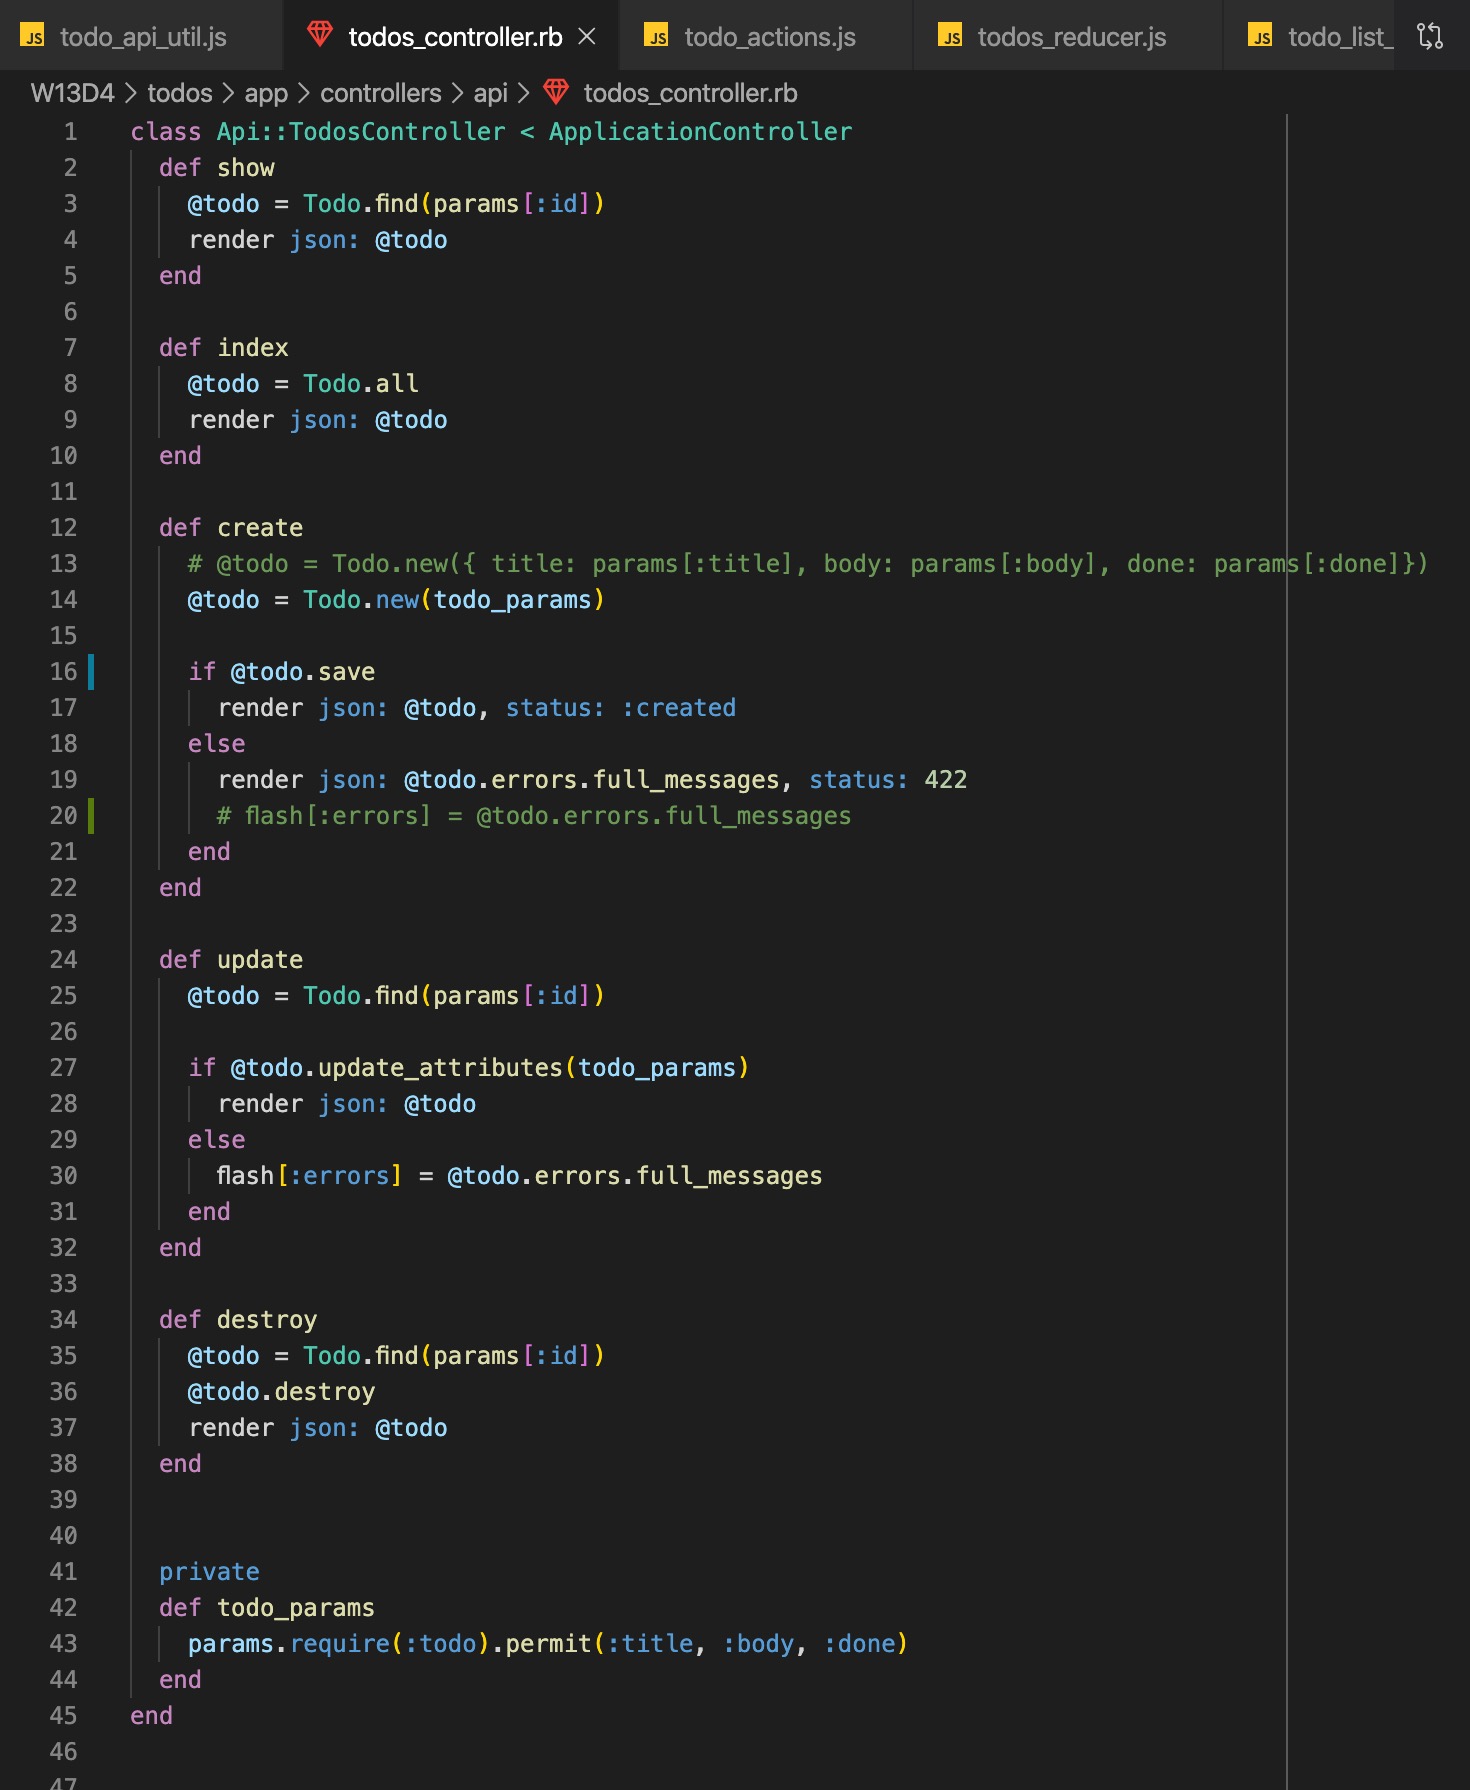 JS todo_api_util.js todos_controller.rb JS todo_actions.js JS todos_reducer.js JS todo_list_
W13D4 > todos > app > controllers > api > todos_controller.rb
1 class Api::TodosController < ApplicationController
2 def show
3 @todo = Todo.find(params[:id])
4 render json: @todo
5 end
6
7 def index
8 @todo = Todo.all
9 render json: @todo
10 end
11
12 def create
13 # @todo = Todo.new({ title: params[:title], body: params[:body], done: params[:done]})
14 @todo = Todo.new(todo_params)
15
16 if @todo.save
17 render json: @todo, status: :created
18 else
19 render json: @todo.errors.full_messages, status: 422
20 # flash[:errors] = @todo.errors.full_messages
21 end
22 end
23
24 def update
25 @todo = Todo.find(params[:id])
26
27 if @todo.update_attributes(todo_params)
28 render json: @todo
29 else
30 flash[:errors] = @todo.errors.full_messages
31 end
32 end
33
34 def destroy
35 @todo = Todo.find(params[:id])
36 @todo.destroy
37 render json: @todo
38 end
39
40
41 private
42 def todo_params
43 params.require(:todo).permit(:title, :body, :done)
44 end
45 end
46
47